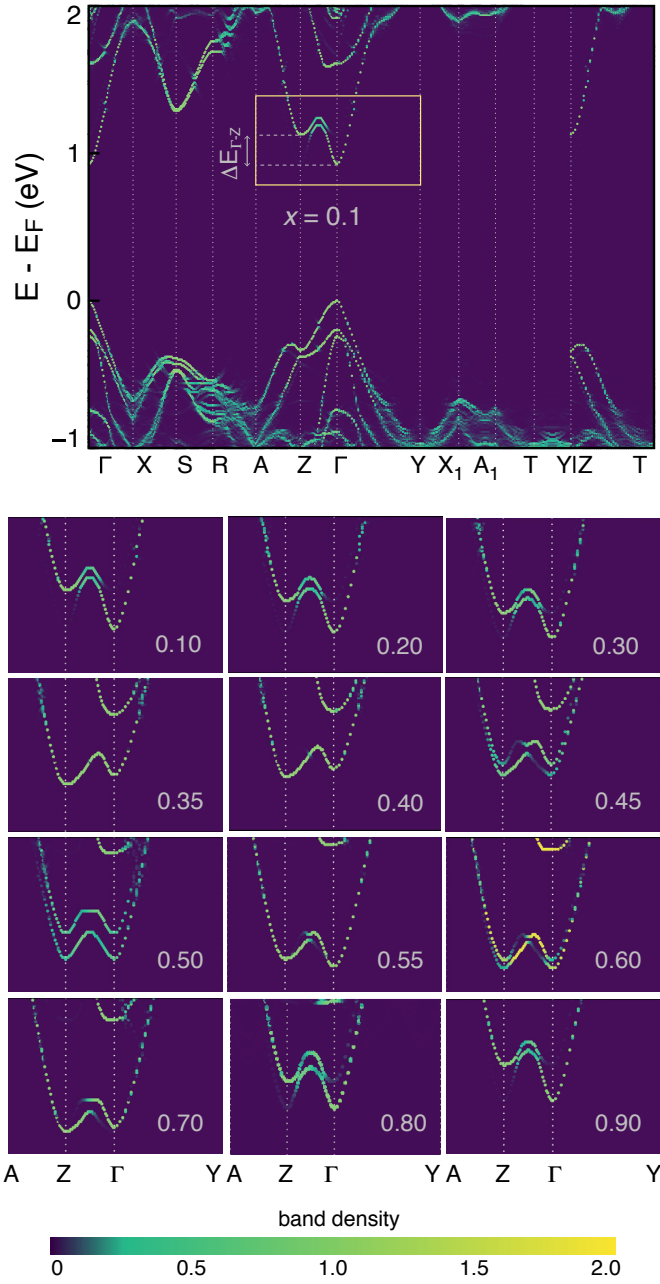 2
1
0
−1
E - E_F (eV)
ΔE_Γ-Z
x = 0.1
Γ X S R A Z Γ Y X₁ A₁ T Y|Z T
0.10 0.20 0.30
0.35 0.40 0.45
0.50 0.55 0.60
0.70 0.80 0.90
A Z Γ Y A Z Γ Y A Z Γ Y
band density
0 0.5 1.0 1.5 2.0